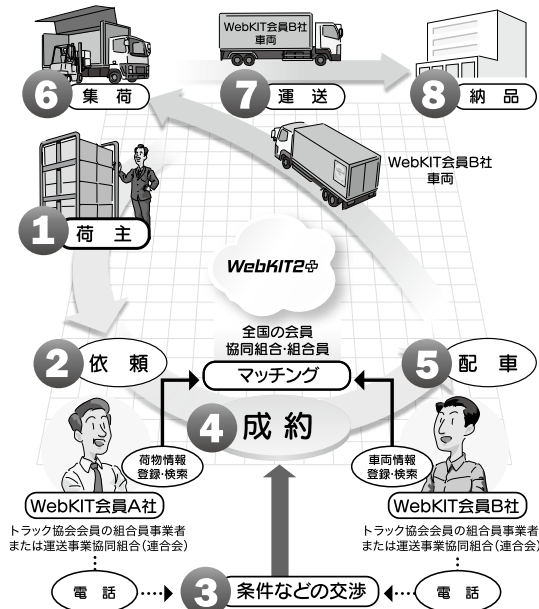 WebKIT会員B社
車両
6 集荷
7 運送
8 納品
WebKIT会員B社
車両
1 荷主
WebKIT2+
全国の会員
協同組合・組合員
マッチング
2 依頼
5 配車
4 成約
荷物情報
登録・検索
車両情報
登録・検索
WebKIT会員A社
トラック協会会員の組合員事業者
または運送事業協同組合(連合会)
WebKIT会員B社
トラック協会会員の組合員事業者
または運送事業協同組合(連合会)
電話
3 条件などの交渉
電話